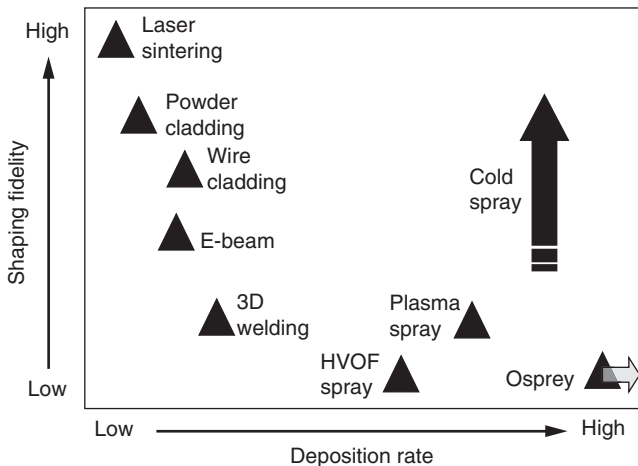 High
Laser
sintering
Powder
cladding
Wire
cladding
Cold
spray
E-beam
Shaping fidelity
3D
welding
Plasma
spray
HVOF
spray
Osprey
Low
Low
High
Deposition rate